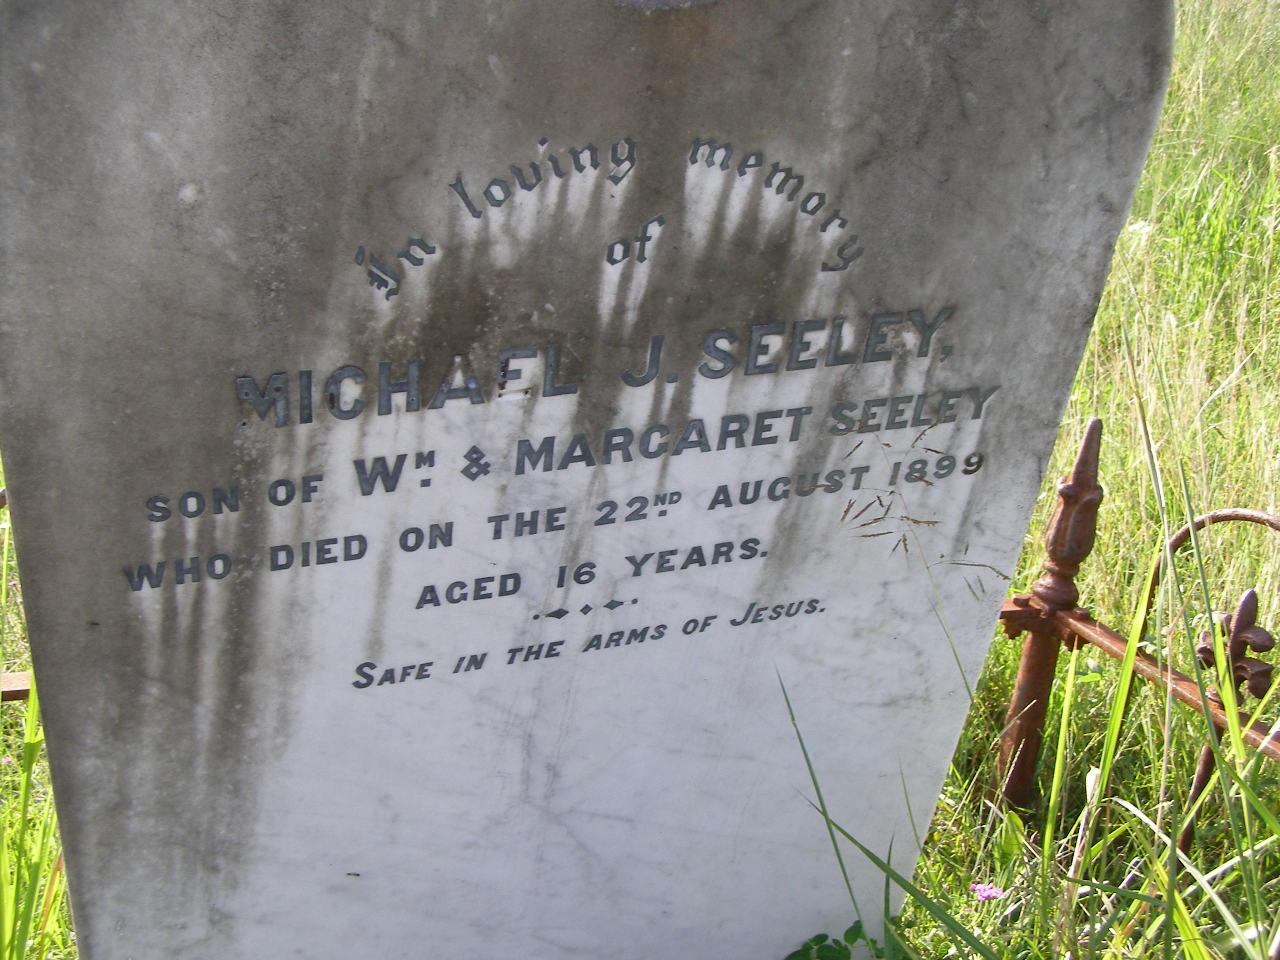 In loving memory
of
MICHAEL J. SEELEY,
SON OF WM. & MARGARET SEELEY
WHO DIED ON THE 22ND. AUGUST 1899
AGED 16 YEARS.
SAFE IN THE ARMS OF JESUS.